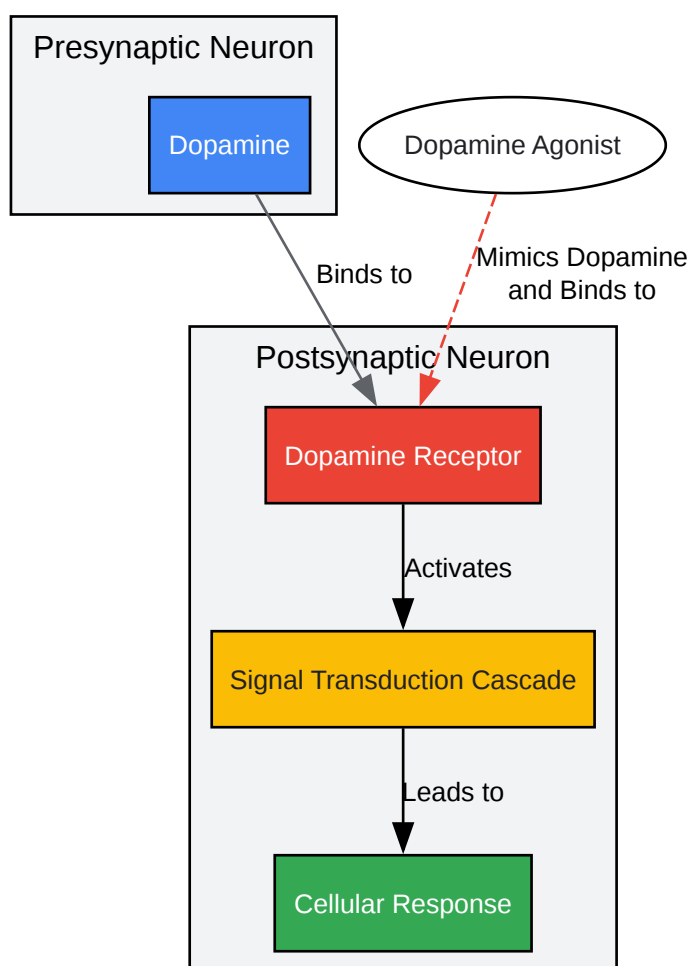 Presynaptic Neuron
Dopamine
Dopamine Agonist
Binds to
Mimics Dopamine
and Binds to
Postsynaptic Neuron
Dopamine Receptor
Activates
Signal Transduction Cascade
Leads to
Cellular Response